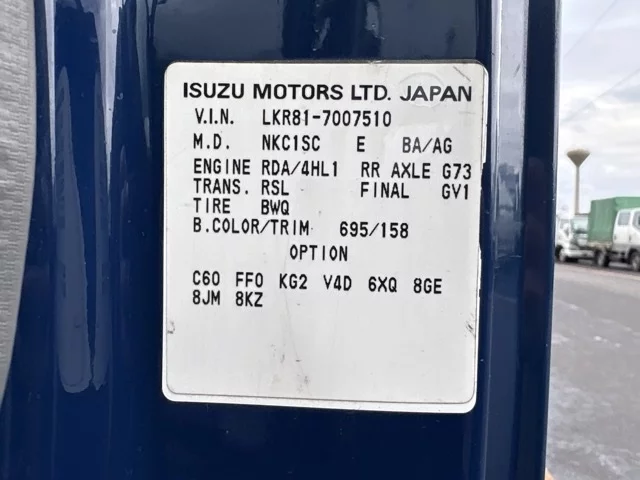 ISUZU MOTORS LTD. JAPAN
V.I.N. LKR81-7007510
M.D. NKC1SC E BA/AG
ENGINE RDA/4HL1 RR AXLE G73
TRANS. RSL FINAL GV1
TIRE BWQ
B.COLOR/TRIM 695/158
OPTION
C60 FF0 KG2 V4D 6XQ 8GE
8JM 8KZ